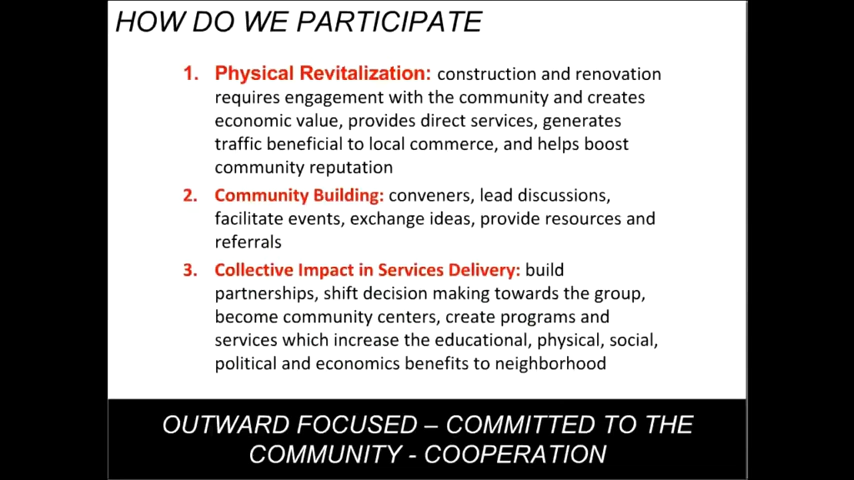 HOW DO WE PARTICIPATE
1. Physical Revitalization: construction and renovation
requires engagement with the community and creates
economic value, provides direct services, generates
traffic beneficial to local commerce, and helps boost
community reputation
2. Community Building: conveners, lead discussions,
facilitate events, exchange ideas, provide resources and
referrals
3. Collective Impact in Services Delivery: build
partnerships, shift decision making towards the group,
become community centers, create programs and
services which increase the educational, physical, social,
political and economics benefits to neighborhood
OUTWARD FOCUSED – COMMITTED TO THE
COMMUNITY - COOPERATION